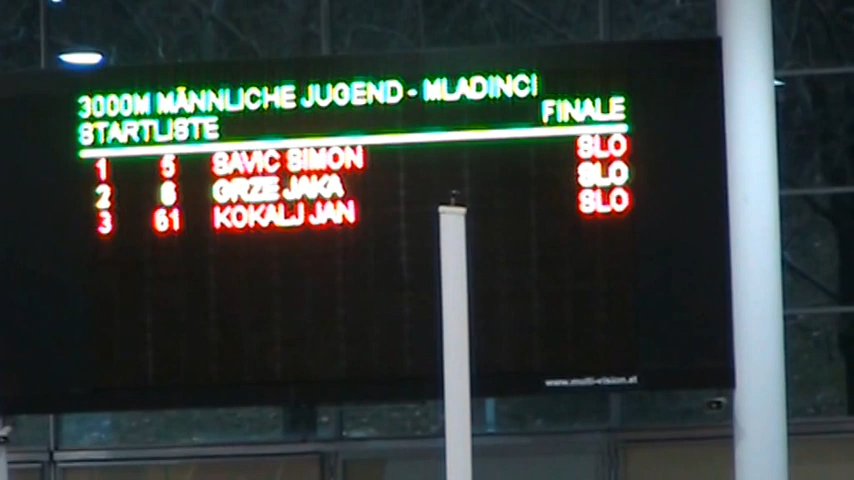 3000M MÄNNLICHE JUGEND - MLADINCI
STARTLISTE FINALE
1 5 SAVIC SIMON SLO
2 6 GRZE JAKA SLO
3 61 KOKALJ JAN SLO
www.multi-vision.at